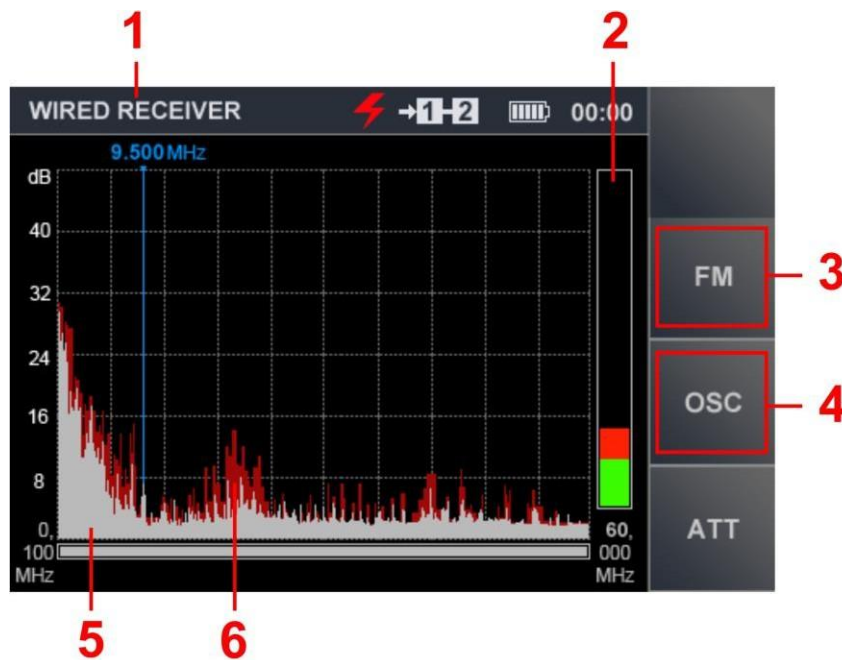 1
2
WIRED RECEIVER
→1-2
00:00
9.500 MHz
dB
40
32
24
16
8
0,
100
MHz
60,
000
MHz
FM
3
OSC
4
ATT
5
6